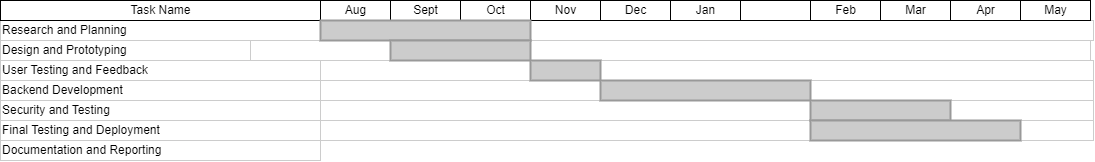 Task Name Aug Sept Oct Nov Dec Jan Feb Mar Apr May
Research and Planning
Design and Prototyping
User Testing and Feedback
Backend Development
Security and Testing
Final Testing and Deployment
Documentation and Reporting